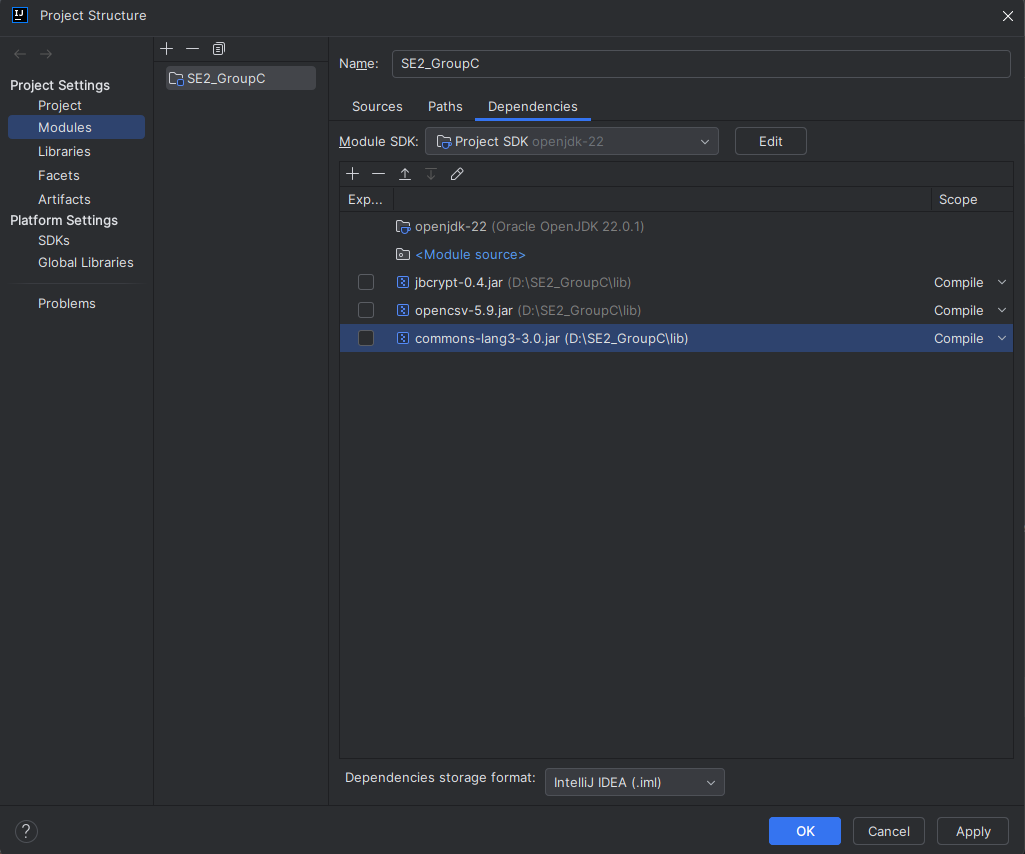 Project Structure
Project Settings
Project
Modules
Libraries
Facets
Artifacts
Platform Settings
SDKs
Global Libraries
Problems
SE2_GroupC
Name: SE2_GroupC
Sources Paths Dependencies
Module SDK: Project SDK openjdk-22 Edit
Exp... Scope
openjdk-22 (Oracle OpenJDK 22.0.1)
<Module source>
jbcrypt-0.4.jar (D:\SE2_GroupC\lib) Compile
opencsv-5.9.jar (D:\SE2_GroupC\lib) Compile
commons-lang3-3.0.jar (D:\SE2_GroupC\lib) Compile
Dependencies storage format: IntelliJ IDEA (.iml)
? OK Cancel Apply